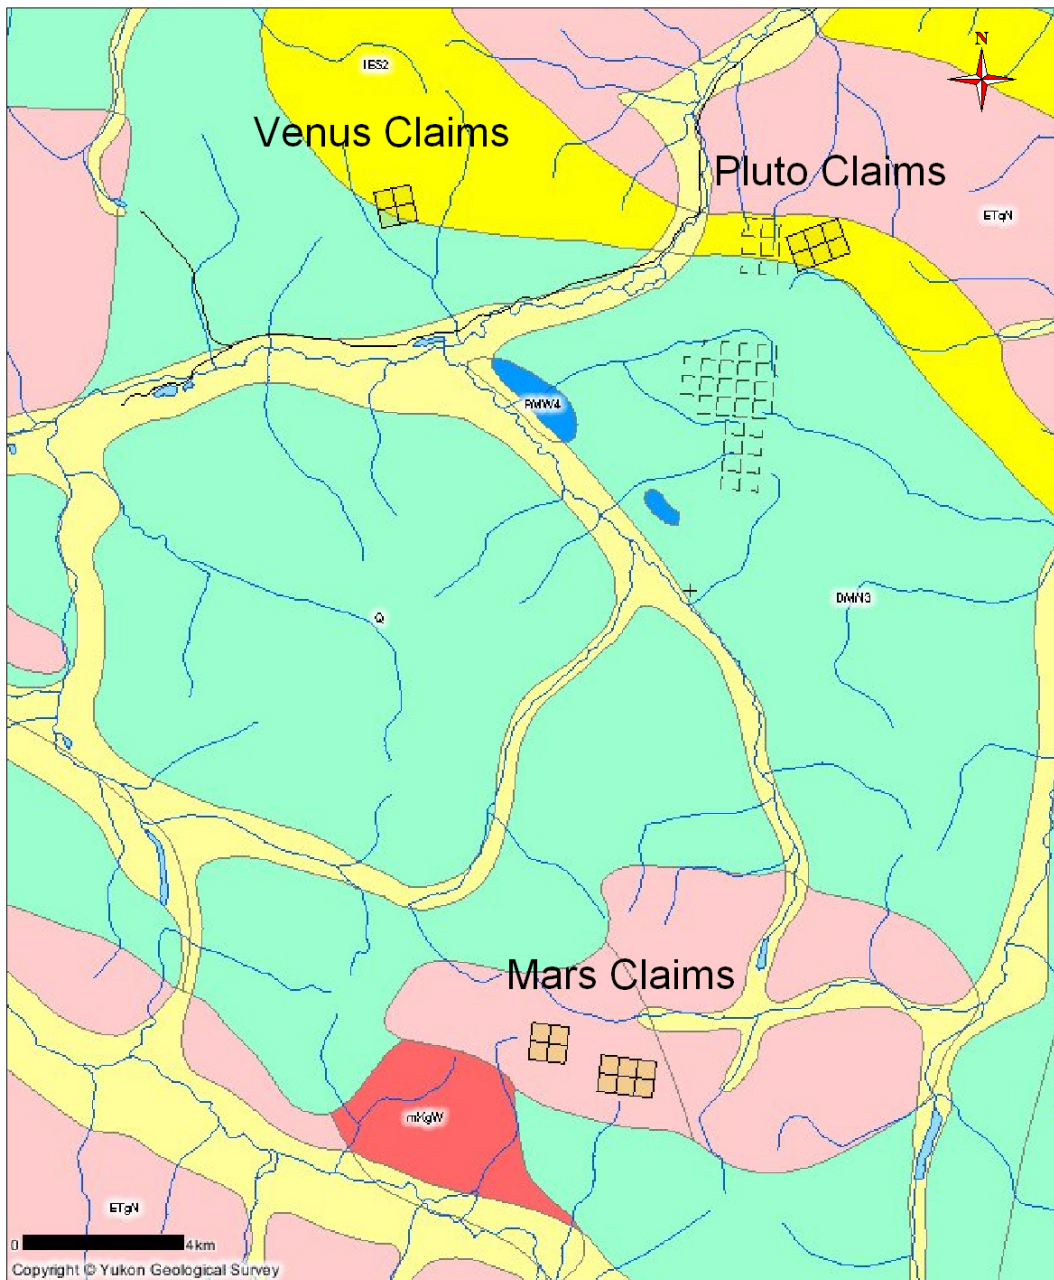 N
IES2
Venus Claims
Pluto Claims
ETgN
PMW4
DMN3
Q
Mars Claims
mKgW
ETgN
0 4km
Copyright © Yukon Geological Survey